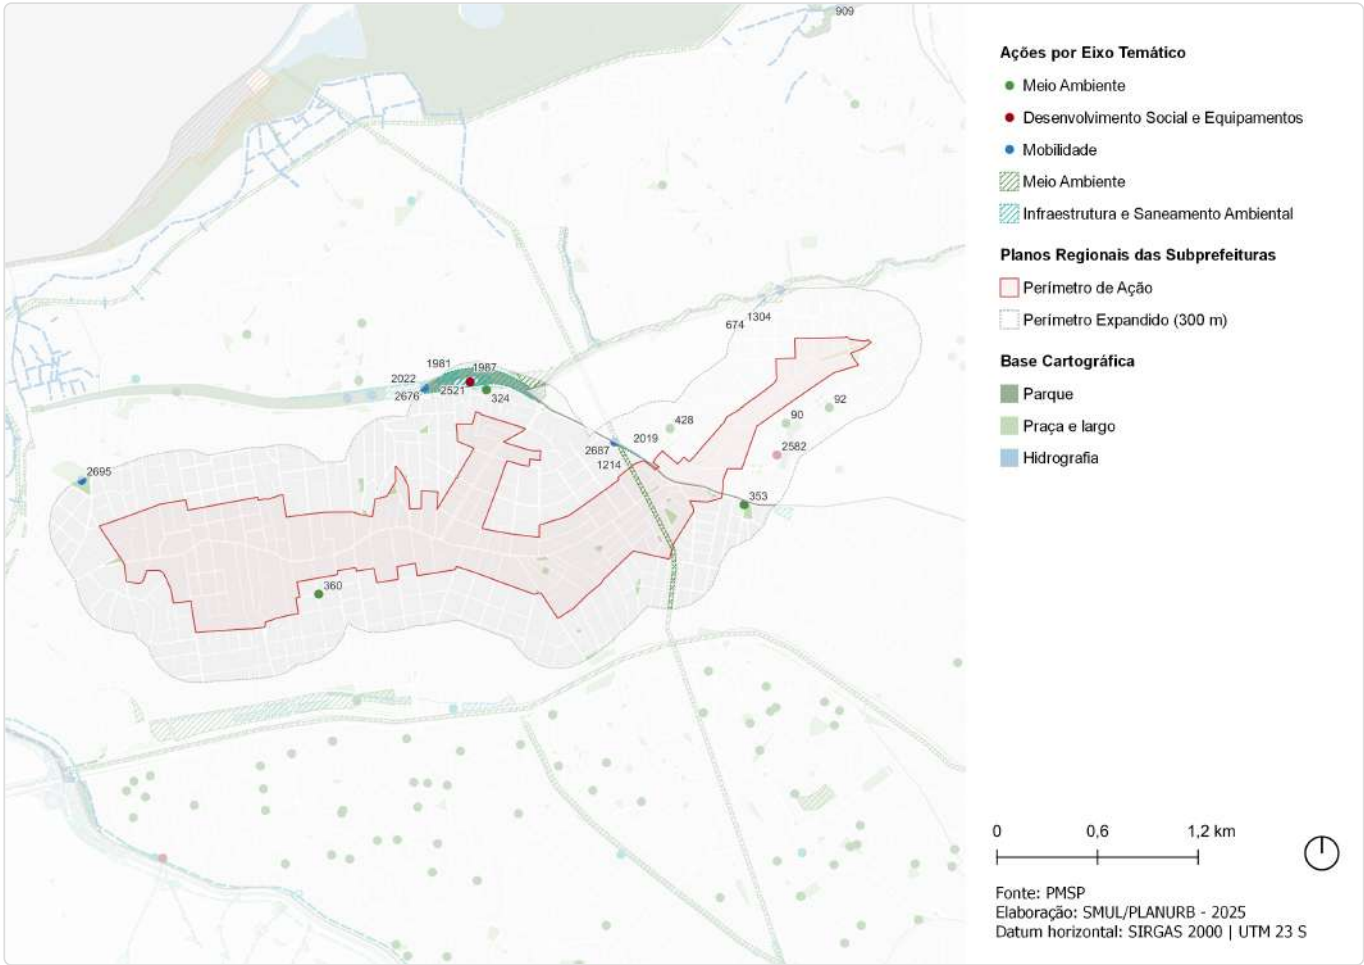 909
674
1304
1981
1987
2022
2676
2521
324
428
2019
2687
1214
90
92
2582
2695
353
360
Ações por Eixo Temático
Meio Ambiente
Desenvolvimento Social e Equipamentos
Mobilidade
Meio Ambiente
Infraestrutura e Saneamento Ambiental
Planos Regionais das Subprefeituras
Perímetro de Ação
Perímetro Expandido (300 m)
Base Cartográfica
Parque
Praça e largo
Hidrografia
0 0,6 1,2 km
Fonte: PMSP
Elaboração: SMUL/PLANURB - 2025
Datum horizontal: SIRGAS 2000 | UTM 23 S